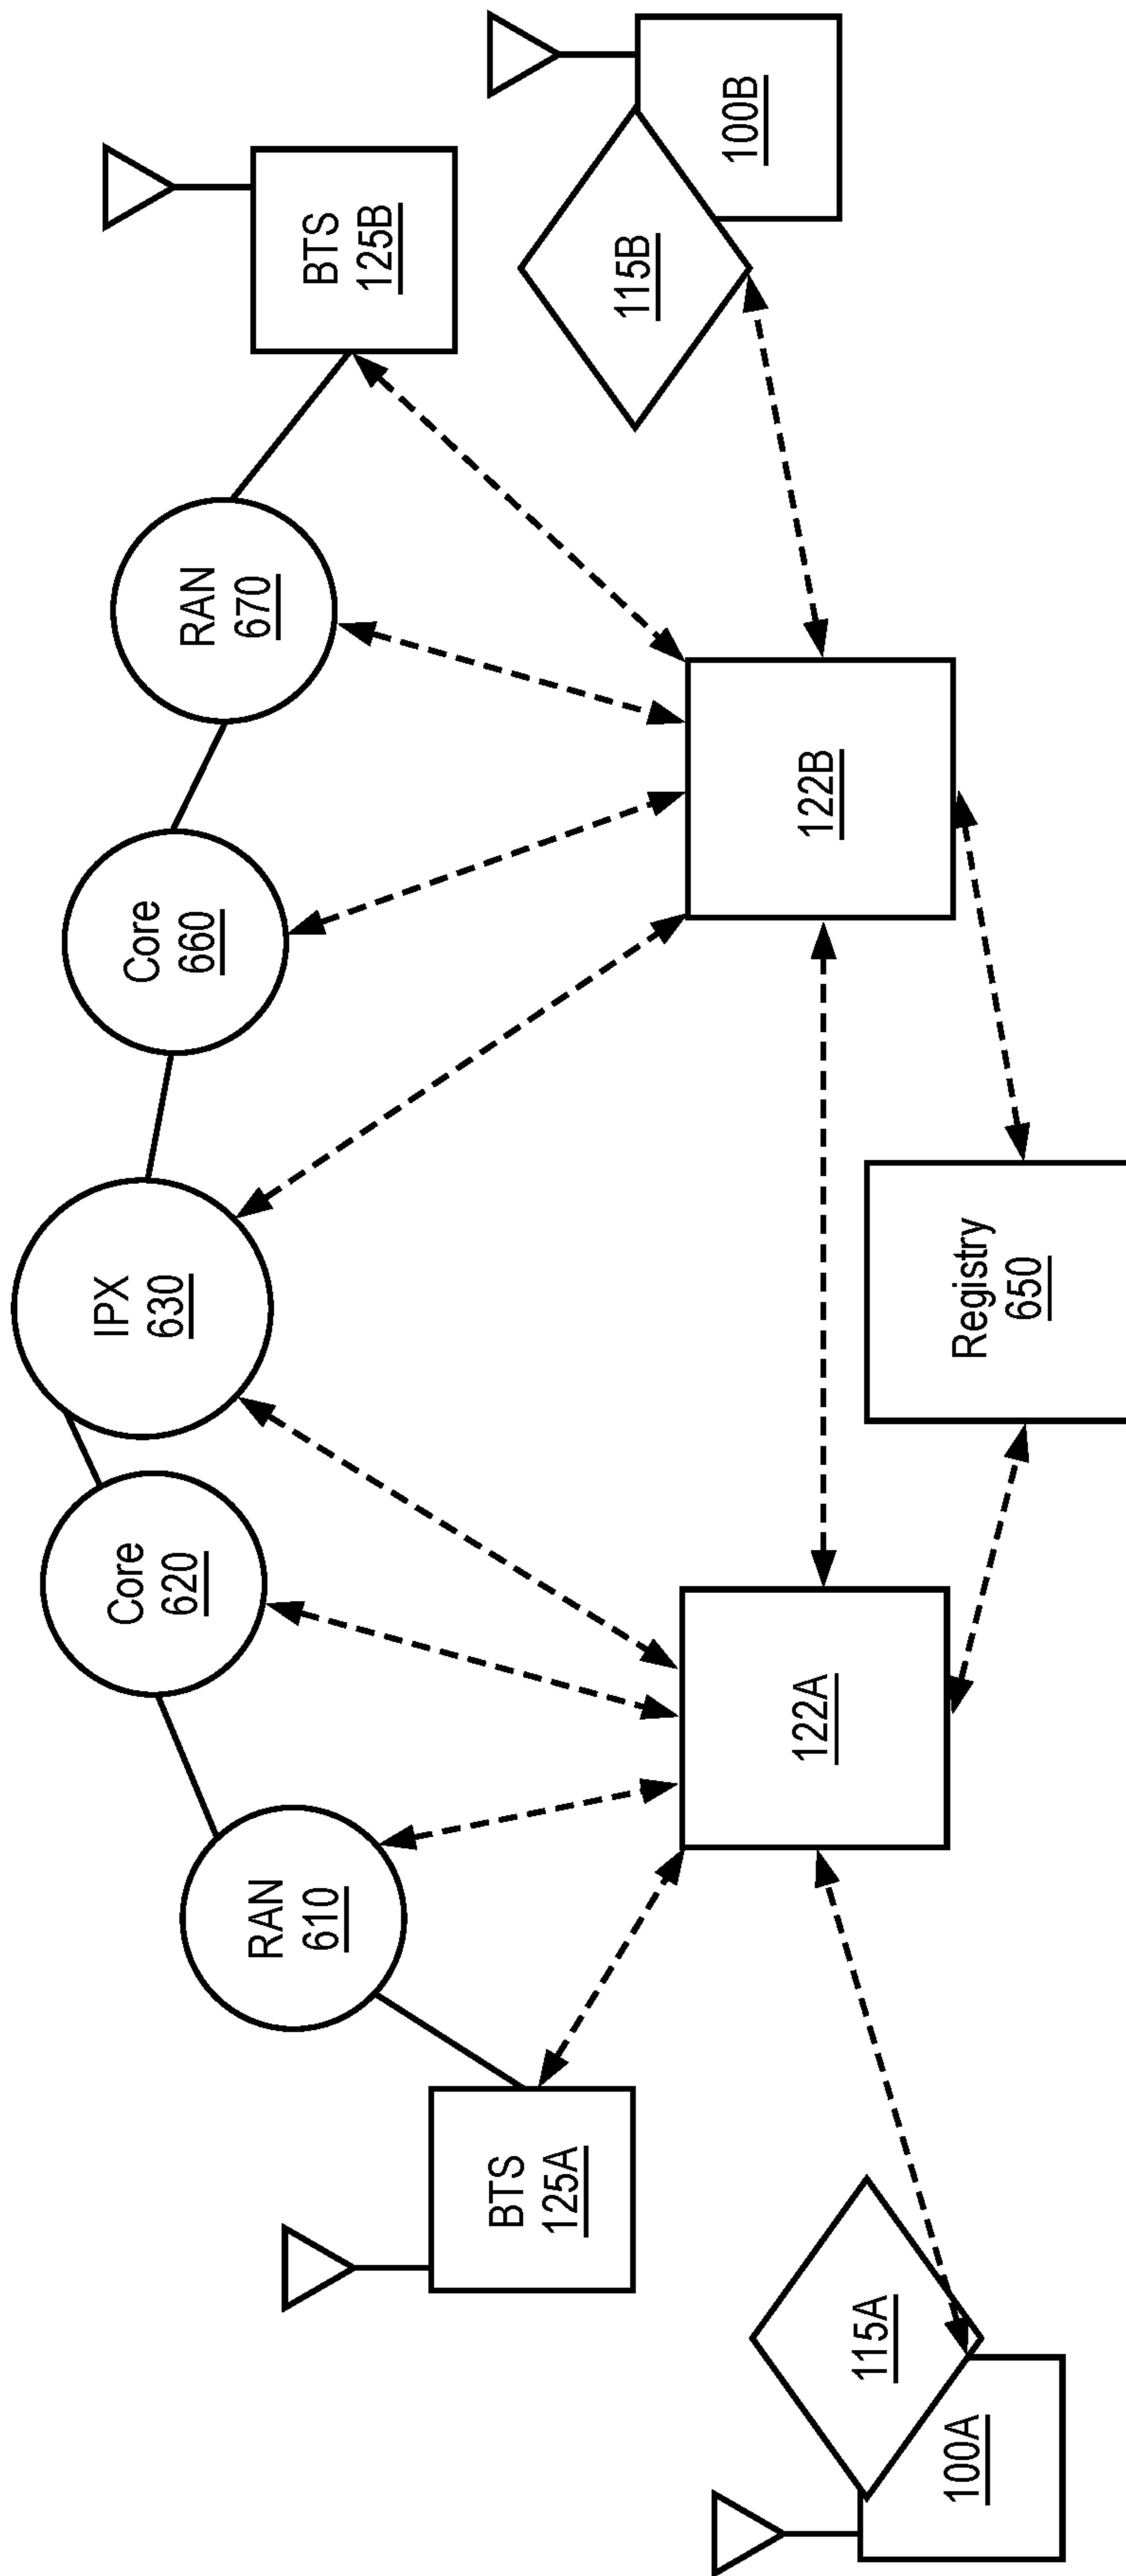 IPX
630
Core
620
Core
660
RAN
610
RAN
670
BTS
125A
BTS
125B
115A
100A
115B
100B
122A
122B
Registry
650